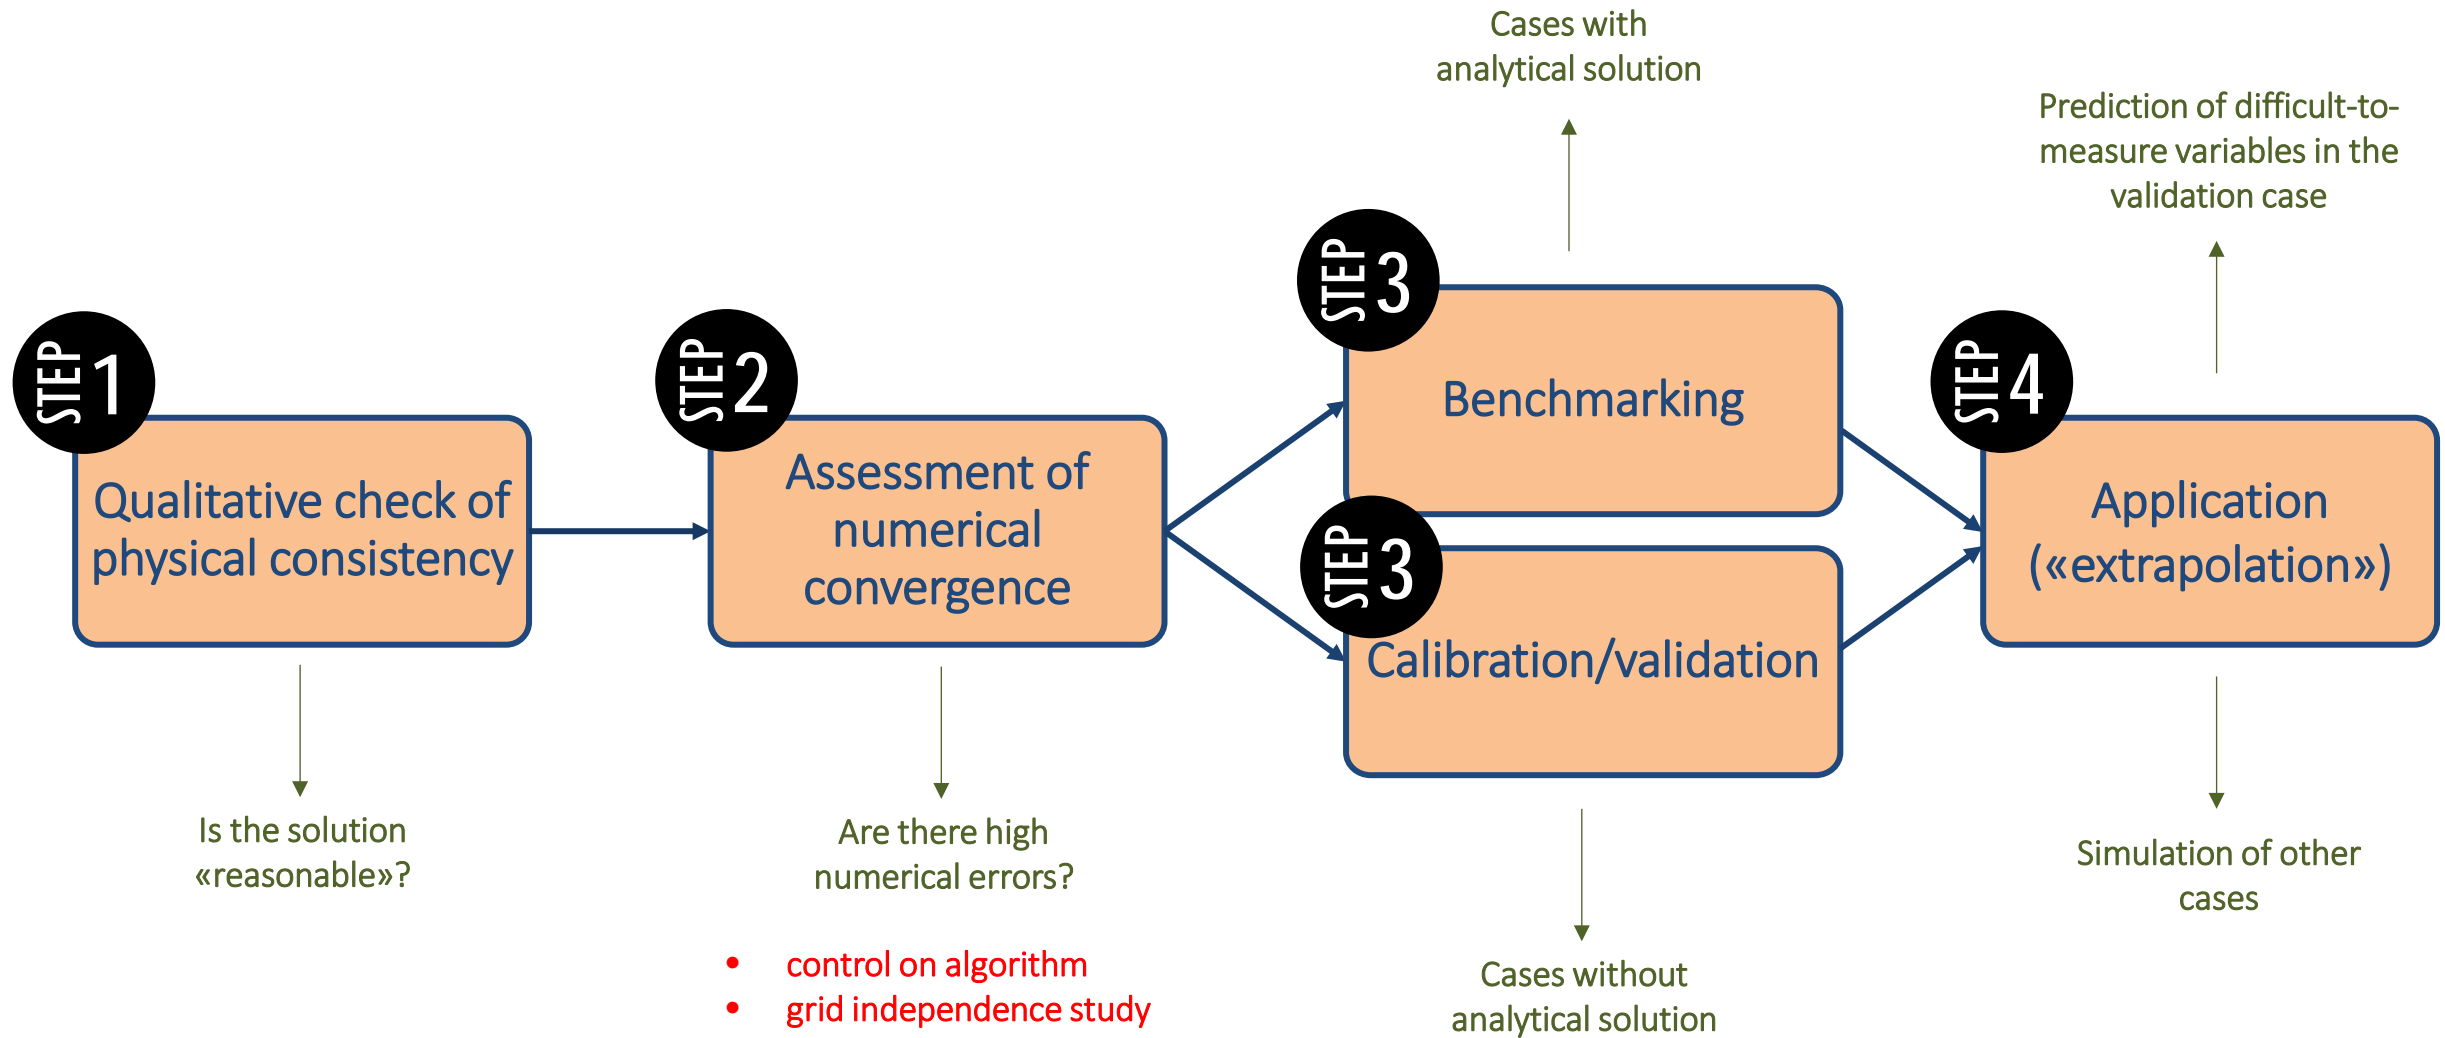 STEP 1
Qualitative check of
physical consistency
Is the solution
«reasonable»?
STEP 2
Assessment of
numerical
convergence
Are there high
numerical errors?
• control on algorithm
• grid independence study
Cases with
analytical solution
STEP 3
Benchmarking
STEP 3
Calibration/validation
Cases without
analytical solution
Prediction of difficult-to-
measure variables in the
validation case
STEP 4
Application
(«extrapolation»)
Simulation of other
cases